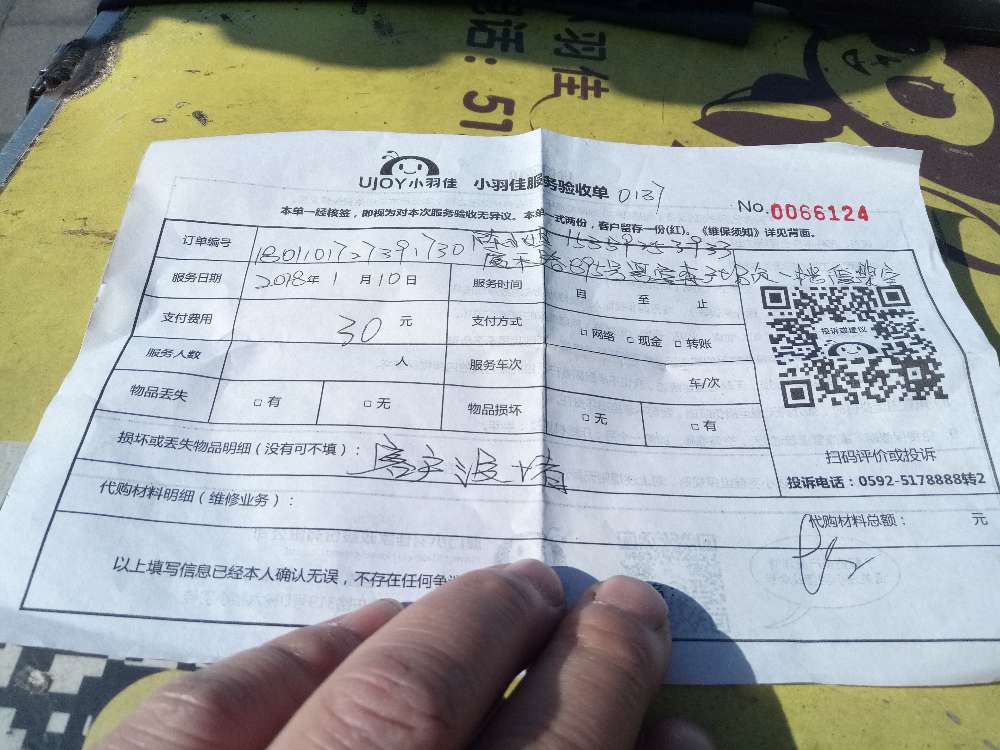 羽佳
电话：51
UJOY小羽佳 小羽佳服务验收单 0137
No.0066124
本单一经核签，即视为对本次服务验收无异议。本单一式两份，客户留存一份(红)。《维保须知》详见背面。
订单编号 1801101727391730
服务日期 2018年1月10日 服务时间 自 至 止
支付费用 30元 支付方式 □网络 □现金 □转账
服务人数 人 服务车次 车/次
物品丢失 □有 □无 物品损坏 □无 □有
投诉或建议
扫码评价或投诉
投诉电话：0592-5178888转2
损坏或丢失物品明细（没有可不填）：
代购材料明细（维修业务）：
代购材料总额： 元
以上填写信息已经本人确认无误，不存在任何争